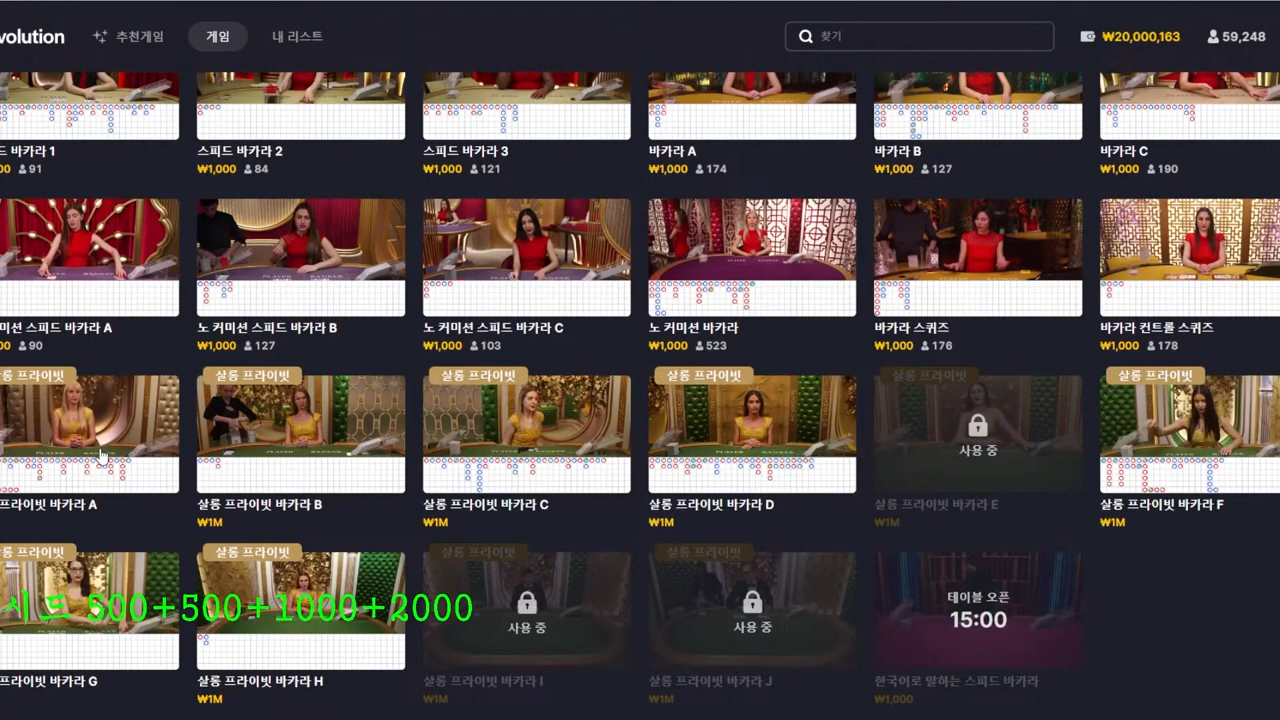 volution 추천게임 게임 내 리스트 찾기 ₩20,000,163 59,248
드 바카라 1 스피드 바카라 2 스피드 바카라 3 바카라 A 바카라 B 바카라 C
00 91 ₩1,000 84 ₩1,000 121 ₩1,000 174 ₩1,000 127 ₩1,000 190
미션 스피드 바카라 A 노 커미션 스피드 바카라 B 노 커미션 스피드 바카라 C 노 커미션 바카라 바카라 스퀴즈 바카라 컨트롤 스퀴즈
00 90 ₩1,000 127 ₩1,000 103 ₩1,000 523 ₩1,000 176 ₩1,000 178
롱 프라이빗 살롱 프라이빗 살롱 프라이빗 살롱 프라이빗 살롱 프라이빗 살롱 프라이빗
사용 중
프라이빗 바카라 A 살롱 프라이빗 바카라 B 살롱 프라이빗 바카라 C 살롱 프라이빗 바카라 D 살롱 프라이빗 바카라 E 살롱 프라이빗 바카라 F
₩1M ₩1M ₩1M ₩1M ₩1M
롱 프라이빗 살롱 프라이빗 살롱 프라이빗 살롱 프라이빗
시드 500+500+1000+2000
사용 중 사용 중 테이블 오픈
15:00
프라이빗 바카라 G 살롱 프라이빗 바카라 H 살롱 프라이빗 바카라 I 살롱 프라이빗 바카라 J 한국어로 말하는 스피드 바카라
₩1M ₩1M ₩1M ₩1,000